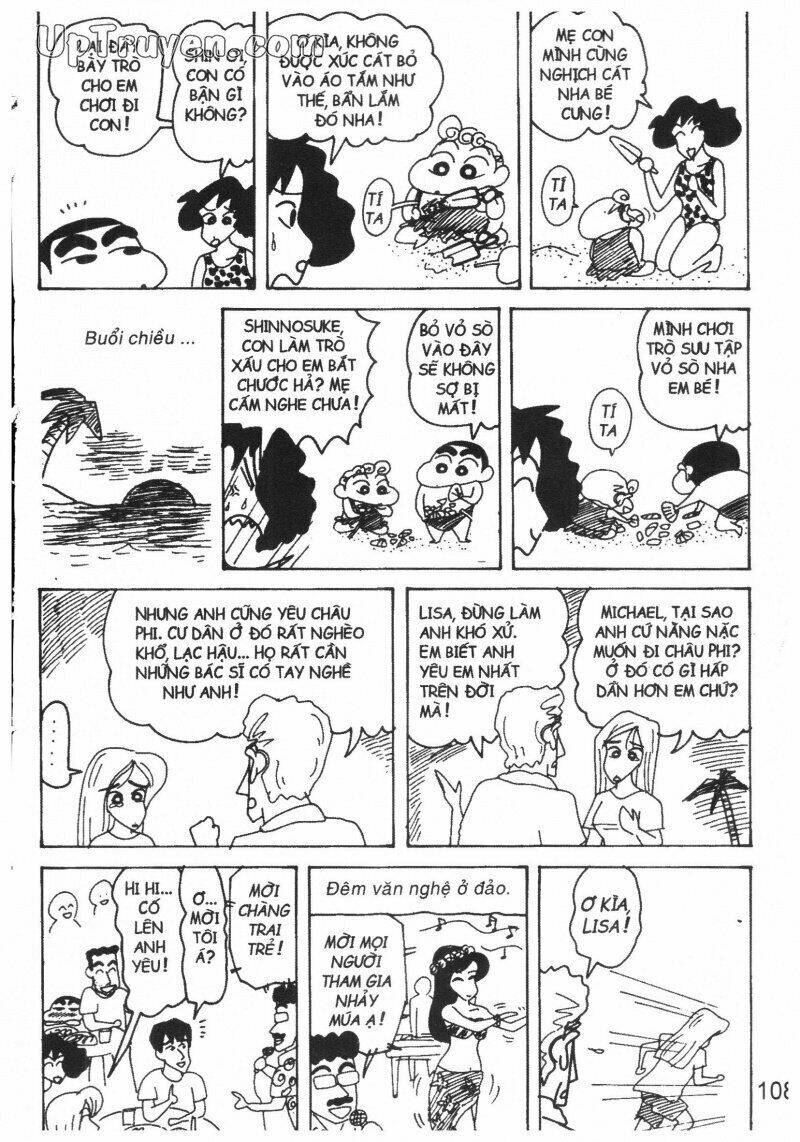 UpTruyen.com
MẸ CON
MÌNH CÙNG
NGHỊCH CÁT
NHA BÉ
CƯNG!
TÍ
TA
Ơ KÌA, KHÔNG
ĐƯỢC XÚC CÁT BỎ
VÀO ÁO TẮM NHƯ
THẾ, BẨN LẮM
ĐÓ NHA!
TÍ
TA
SHIN ƠI,
CON CÓ
BẬN GÌ
KHÔNG?
LẠI ĐÂY
BÀY TRÒ
CHO EM
CHƠI ĐI
CON!
MÌNH CHƠI
TRÒ SƯU TẬP
VỎ SÒ NHA
EM BÉ!
TÍ
TA
BỎ VỎ SÒ
VÀO ĐÂY
SẼ KHÔNG
SỢ BỊ
MẤT!
SHINNOSUKE,
CON LÀM TRÒ
XẤU CHO EM BẮT
CHƯỚC HẢ? MẸ
CẤM NGHE CHƯA!
Buổi chiều ...
MICHAEL, TẠI SAO
ANH CỨ NẰNG NẶC
MUỐN ĐI CHÂU PHI?
Ở ĐÓ CÓ GÌ HẤP
DẪN HƠN EM CHỨ?
LISA, ĐỪNG LÀM
ANH KHÓ XỬ.
EM BIẾT ANH
YÊU EM NHẤT
TRÊN ĐỜI
MÀ!
NHƯNG ANH CŨNG YÊU CHÂU
PHI. CƯ DÂN Ở ĐÓ RẤT NGHÈO
KHỔ, LẠC HẬU... HỌ RẤT CẦN
NHỮNG BÁC SĨ CÓ TAY NGHỀ
NHƯ ANH!
....
Ơ KÌA,
LISA!
Đêm văn nghệ ở đảo.
MỜI MỌI
NGƯỜI
THAM GIA
NHẢY
MÚA Ạ!
MỜI
CHÀNG
TRAI
TRẺ!
Ơ...
MỜI
TÔI
Á?
HI HI...
CỐ
LÊN
ANH
YÊU!
108